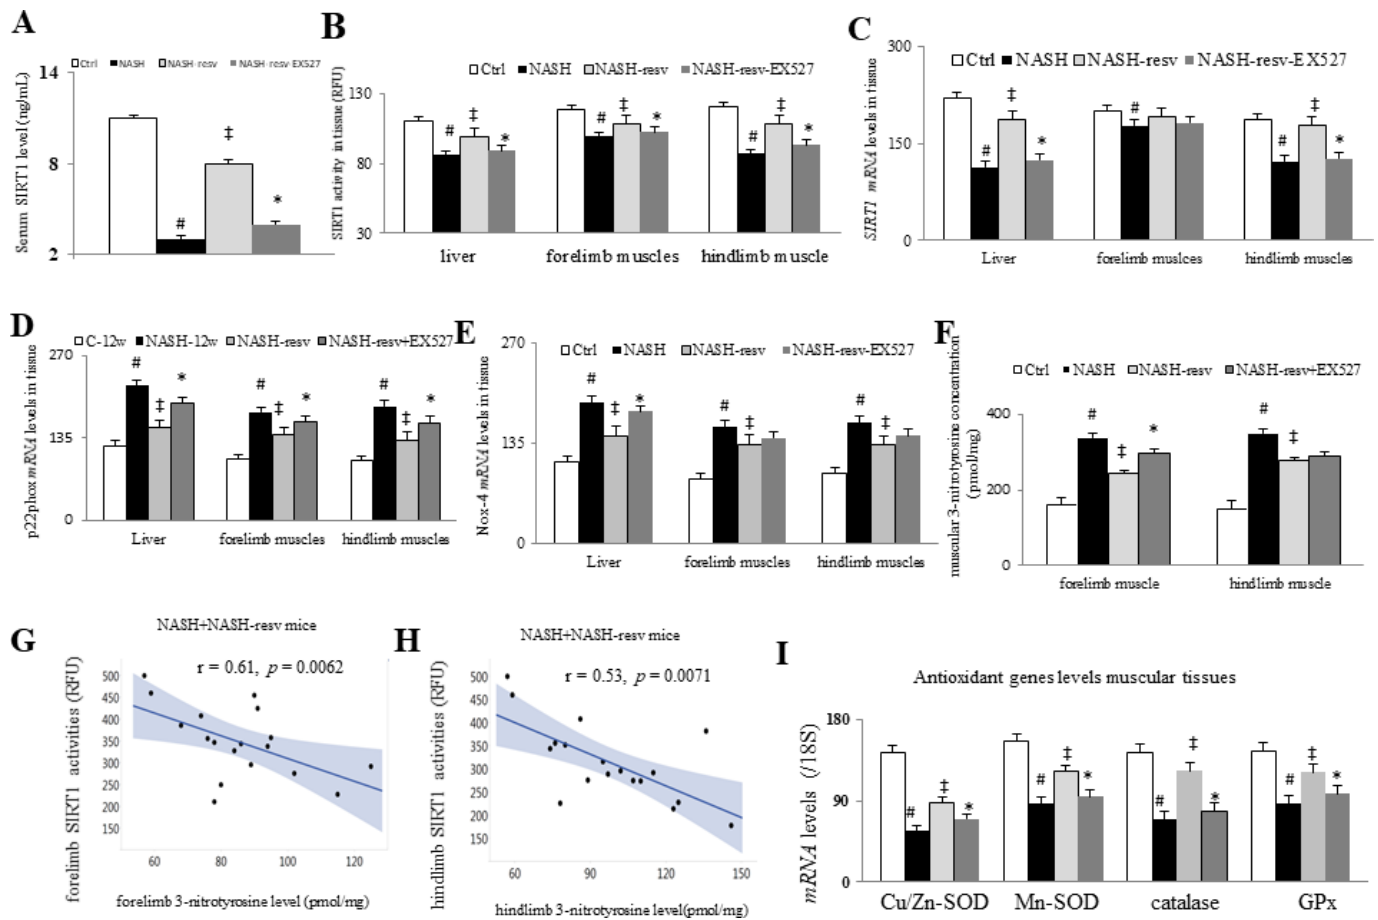 A
Ctrl NASH NASH-resv NASH-resv-EX527
Serum SIRT1 level (ng/mL)
14
8
2
#
‡
*
B
Ctrl NASH NASH-resv NASH-resv-EX527
SIRT1 activity in tissue (RFU)
130
80
30
# ‡ * # ‡ * # ‡ *
liver forelimb muscles hindlimb muscle
C
Ctrl NASH NASH-resv NASH-resv-EX527
SIRT1 mRNA levels in tissue
300
150
0
# ‡ * # # ‡ *
Liver forelimb muslces hindlimb muscles
D
C-12w NASH-12w NASH-resv NASH-resv+EX527
p22phox mRNA levels in tissue
270
135
0
# ‡ * # ‡ * # ‡ *
Liver forelimb muscles hindlimb muscles
E
Ctrl NASH NASH-resv NASH-resv-EX527
Nox-4 mRNA levels in tissue
270
135
0
# ‡ * # ‡ # ‡
Liver forelimb muscles hindlimb muscles
F
Ctrl NASH NASH-resv NASH-resv+EX527
muscular 3-nitrotyrosine concentration
(pmol/mg)
400
200
0
# ‡ * # ‡
forelimb muscle hindlimb muscle
G
NASH+NASH-resv mice
r = 0.61, p = 0.0062
forelimb SIRT1 activities (RFU)
500
450
400
350
300
250
200
150
60 80 100 120
forelimb 3-nitrotyrosine level (pmol/mg)
H
NASH+NASH-resv mice
r = 0.53, p = 0.0071
hindlimb SIRT1 activities (RFU)
500
450
400
350
300
250
200
150
60 90 120 150
hindlimb 3-nitrotyrosine level(pmol/mg)
I
Antioxidant genes levels muscular tissues
mRNA levels (/18S)
180
90
0
# ‡ * # ‡ * # ‡ * # ‡ *
Cu/Zn-SOD Mn-SOD catalase GPx